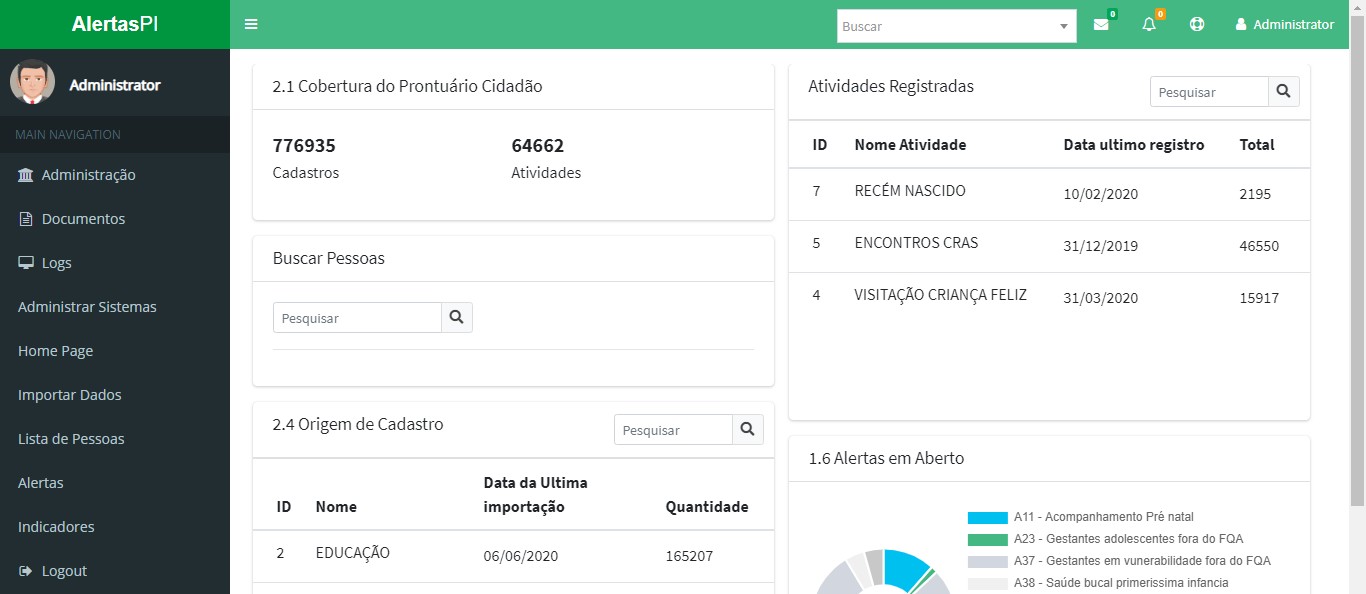 AlertasPI
Buscar
0
0
Administrator
Administrator
MAIN NAVIGATION
Administração
Documentos
Logs
Administrar Sistemas
Home Page
Importar Dados
Lista de Pessoas
Alertas
Indicadores
Logout
2.1 Cobertura do Prontuário Cidadão
776935 64662
Cadastros Atividades
Buscar Pessoas
Pesquisar
2.4 Origem de Cadastro
Pesquisar
ID Nome Data da Ultima importação Quantidade
2 EDUCAÇÃO 06/06/2020 165207
Atividades Registradas
Pesquisar
ID Nome Atividade Data ultimo registro Total
7 RECÉM NASCIDO 10/02/2020 2195
5 ENCONTROS CRAS 31/12/2019 46550
4 VISITAÇÃO CRIANÇA FELIZ 31/03/2020 15917
1.6 Alertas em Aberto
A11 - Acompanhamento Pré natal
A23 - Gestantes adolescentes fora do FQA
A37 - Gestantes em vunerabilidade fora do FQA
A38 - Saúde bucal primerissima infancia